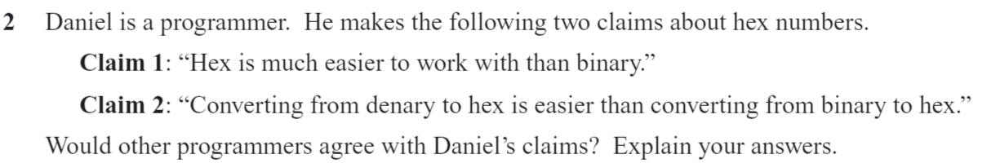 2 Daniel is a programmer. He makes the following two claims about hex numbers.
Claim 1: “Hex is much easier to work with than binary.”
Claim 2: “Converting from denary to hex is easier than converting from binary to hex.”
Would other programmers agree with Daniel’s claims? Explain your answers.